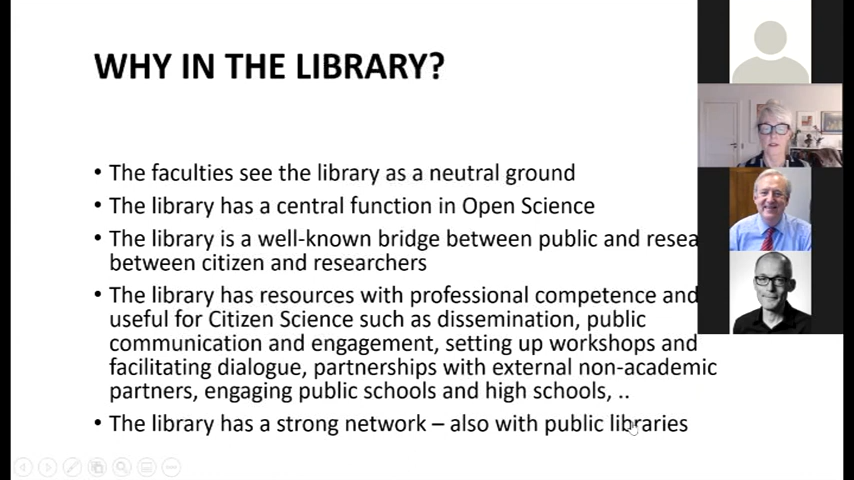 WHY IN THE LIBRARY?
• The faculties see the library as a neutral ground
• The library has a central function in Open Science
• The library is a well-known bridge between public and resea
between citizen and researchers
• The library has resources with professional competence and
useful for Citizen Science such as dissemination, public
communication and engagement, setting up workshops and
facilitating dialogue, partnerships with external non-academic
partners, engaging public schools and high schools, ..
• The library has a strong network – also with public libraries